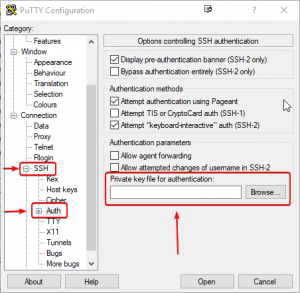 PuTTY Configuration
Category:
Window
Appearance
Behaviour
Translation
Selection
Colours
Connection
Data
Proxy
Telnet
Rlogin
SSH
Kex
Host keys
Cipher
Auth
TTY
X11
Tunnels
Bugs
More bugs
Options controlling SSH authentication
Display pre-authentication banner (SSH-2 only)
Bypass authentication entirely (SSH-2 only)
Authentication methods
Attempt authentication using Pageant
Attempt TIS or CryptoCard auth (SSH-1)
Attempt "keyboard-interactive" auth (SSH-2)
Authentication parameters
Allow agent forwarding
Allow attempted changes of username in SSH-2
Private key file for authentication:
Browse...
About
Help
Open
Cancel